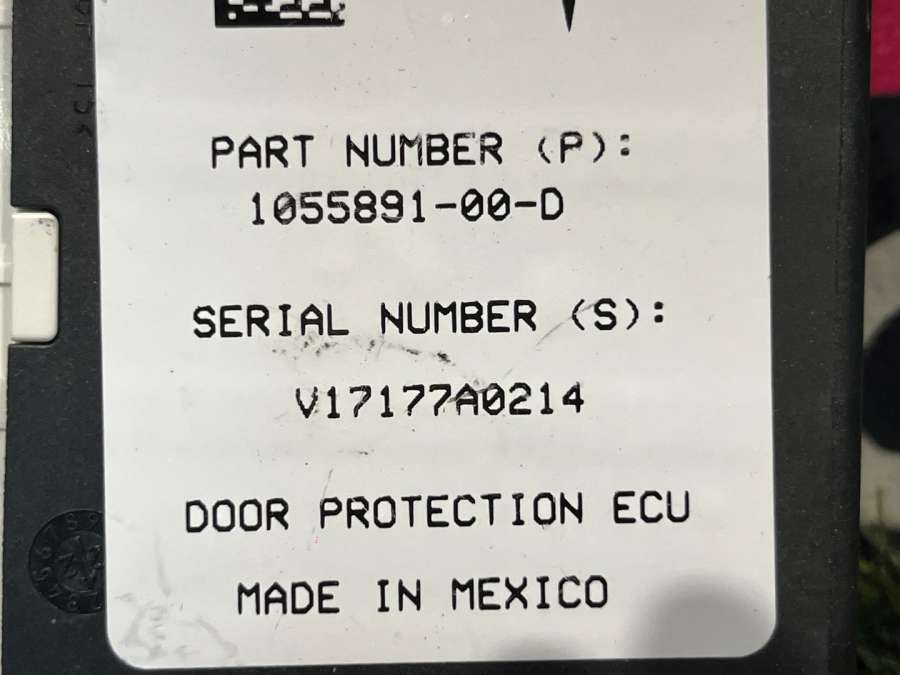 PART NUMBER (P):
1055891-00-D
SERIAL NUMBER (S):
V17177A0214
DOOR PROTECTION ECU
MADE IN MEXICO